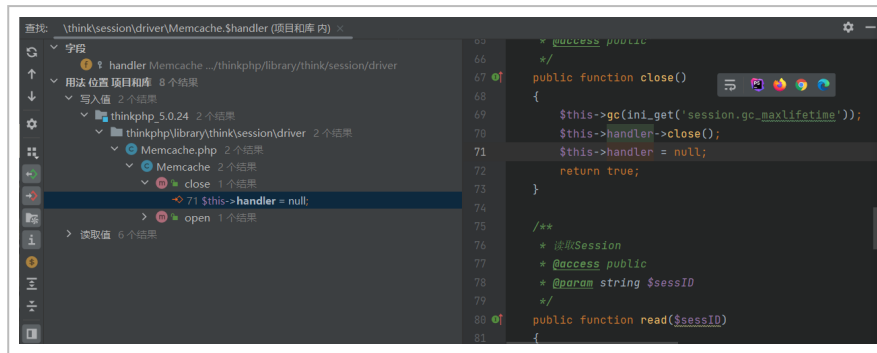 查找: \think\session\driver\Memcache.$handler (项目和库 内) ×
字段
f handler Memcache .../thinkphp/library/think/session/driver
用法 位置 项目和库 8 个结果
写入值 2 个结果
thinkphp_5.0.24 2 个结果
thinkphp\library\think\session\driver 2 个结果
C Memcache.php 2 个结果
C Memcache 2 个结果
m close 1 个结果
71 $this->handler = null;
m open 1 个结果
读取值 6 个结果
65 * @access public
66 */
67 public function close()
68 {
69 $this->gc(ini_get('session.gc_maxlifetime'));
70 $this->handler->close();
71 $this->handler = null;
72 return true;
73 }
74
75 /**
76 * 读取Session
77 * @access public
78 * @param string $sessID
79 */
80 public function read($sessID)
81 {